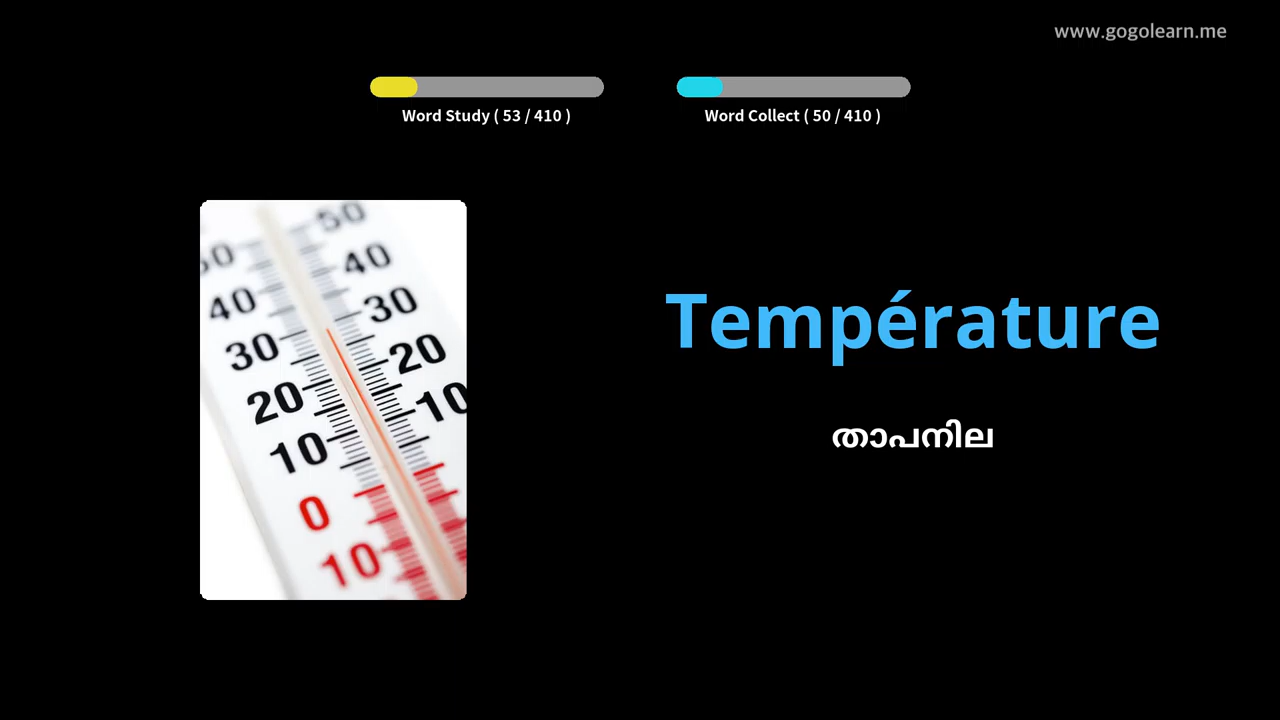 www.gogolearn.me
Word Study ( 53 / 410 )
Word Collect ( 50 / 410 )
50
40
30
20
10
40
30
20
10
0
10
Température
താപനില